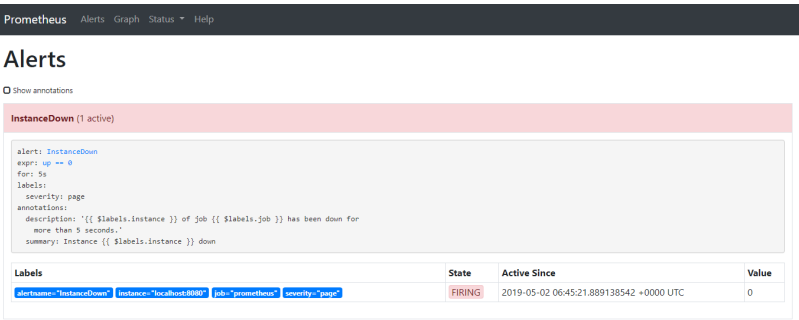 Prometheus Alerts Graph Status Help
Alerts
Show annotations
InstanceDown (1 active)
alert: InstanceDown
expr: up == 0
for: 5s
labels:
  severity: page
annotations:
  description: '{{ $labels.instance }} of job {{ $labels.job }} has been down for
    more than 5 seconds.'
  summary: Instance {{ $labels.instance }} down
Labels State Active Since Value
alertname="InstanceDown" instance="localhost:8080" job="prometheus" severity="page" FIRING 2019-05-02 06:45:21.889138542 +0000 UTC 0